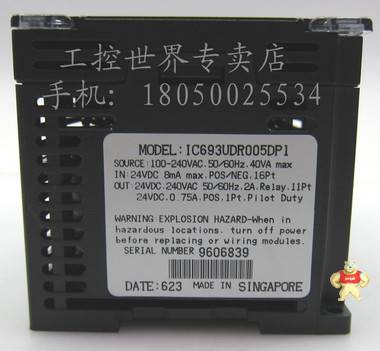 工控世界专卖店
手机：18050025534
MODEL:IC693UDR005DP1
SOURCE:100-240VAC.50/60Hz.40VA max
IN:24VDC 8mA max.POS/NEG.16Pt
OUT:24VDC.240VAC 50/60Hz.2A.Relay.11Pt
24VDC.0.75A.POS.1Pt.Pilot Duty
WARNING:EXPLOSION HAZARD-When in
hazardous locations. turn off power
before replacing or wiring modules.
SERIAL NUMBER 9606839
DATE:623 MADE IN SINGAPORE